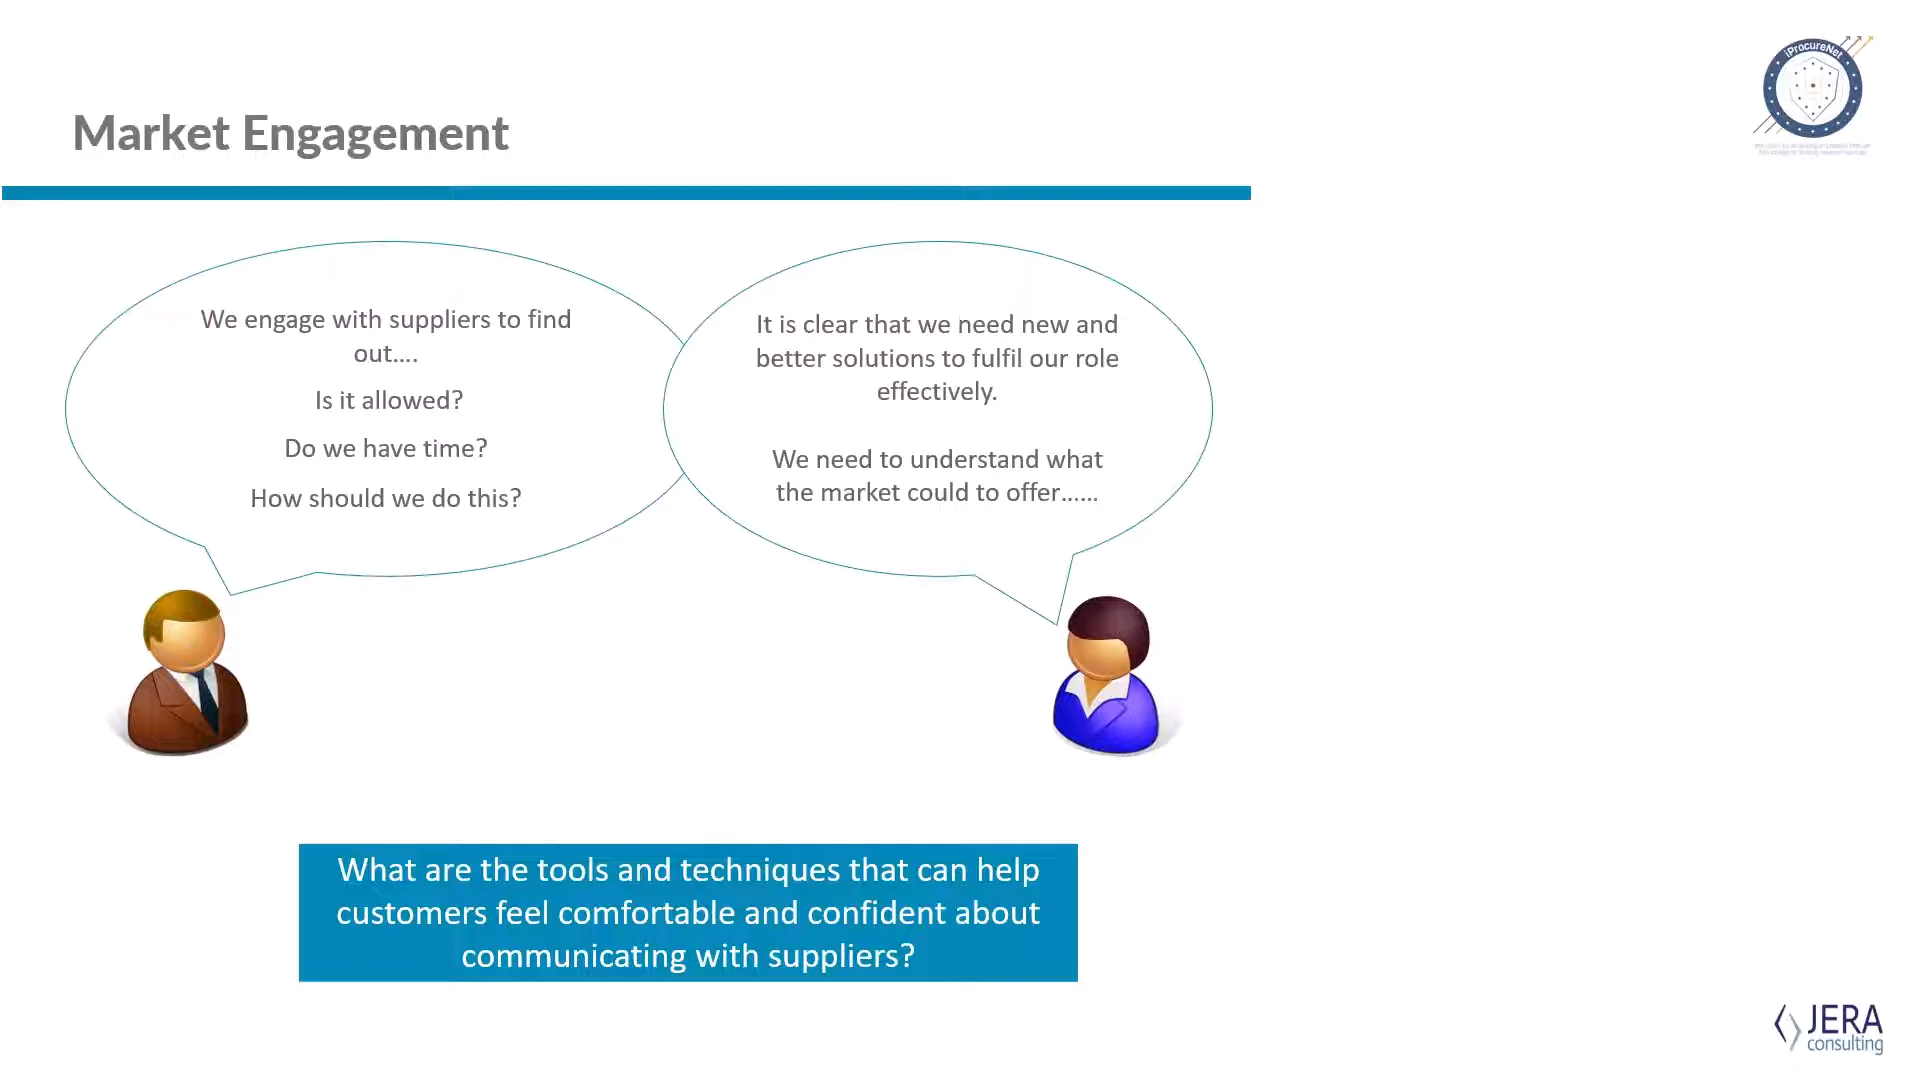 iProcureNet
Market Engagement
We engage with suppliers to find
out....
Is it allowed?
Do we have time?
How should we do this?
It is clear that we need new and
better solutions to fulfil our role
effectively.
We need to understand what
the market could to offer......
What are the tools and techniques that can help
customers feel comfortable and confident about
communicating with suppliers?
JERA
consulting